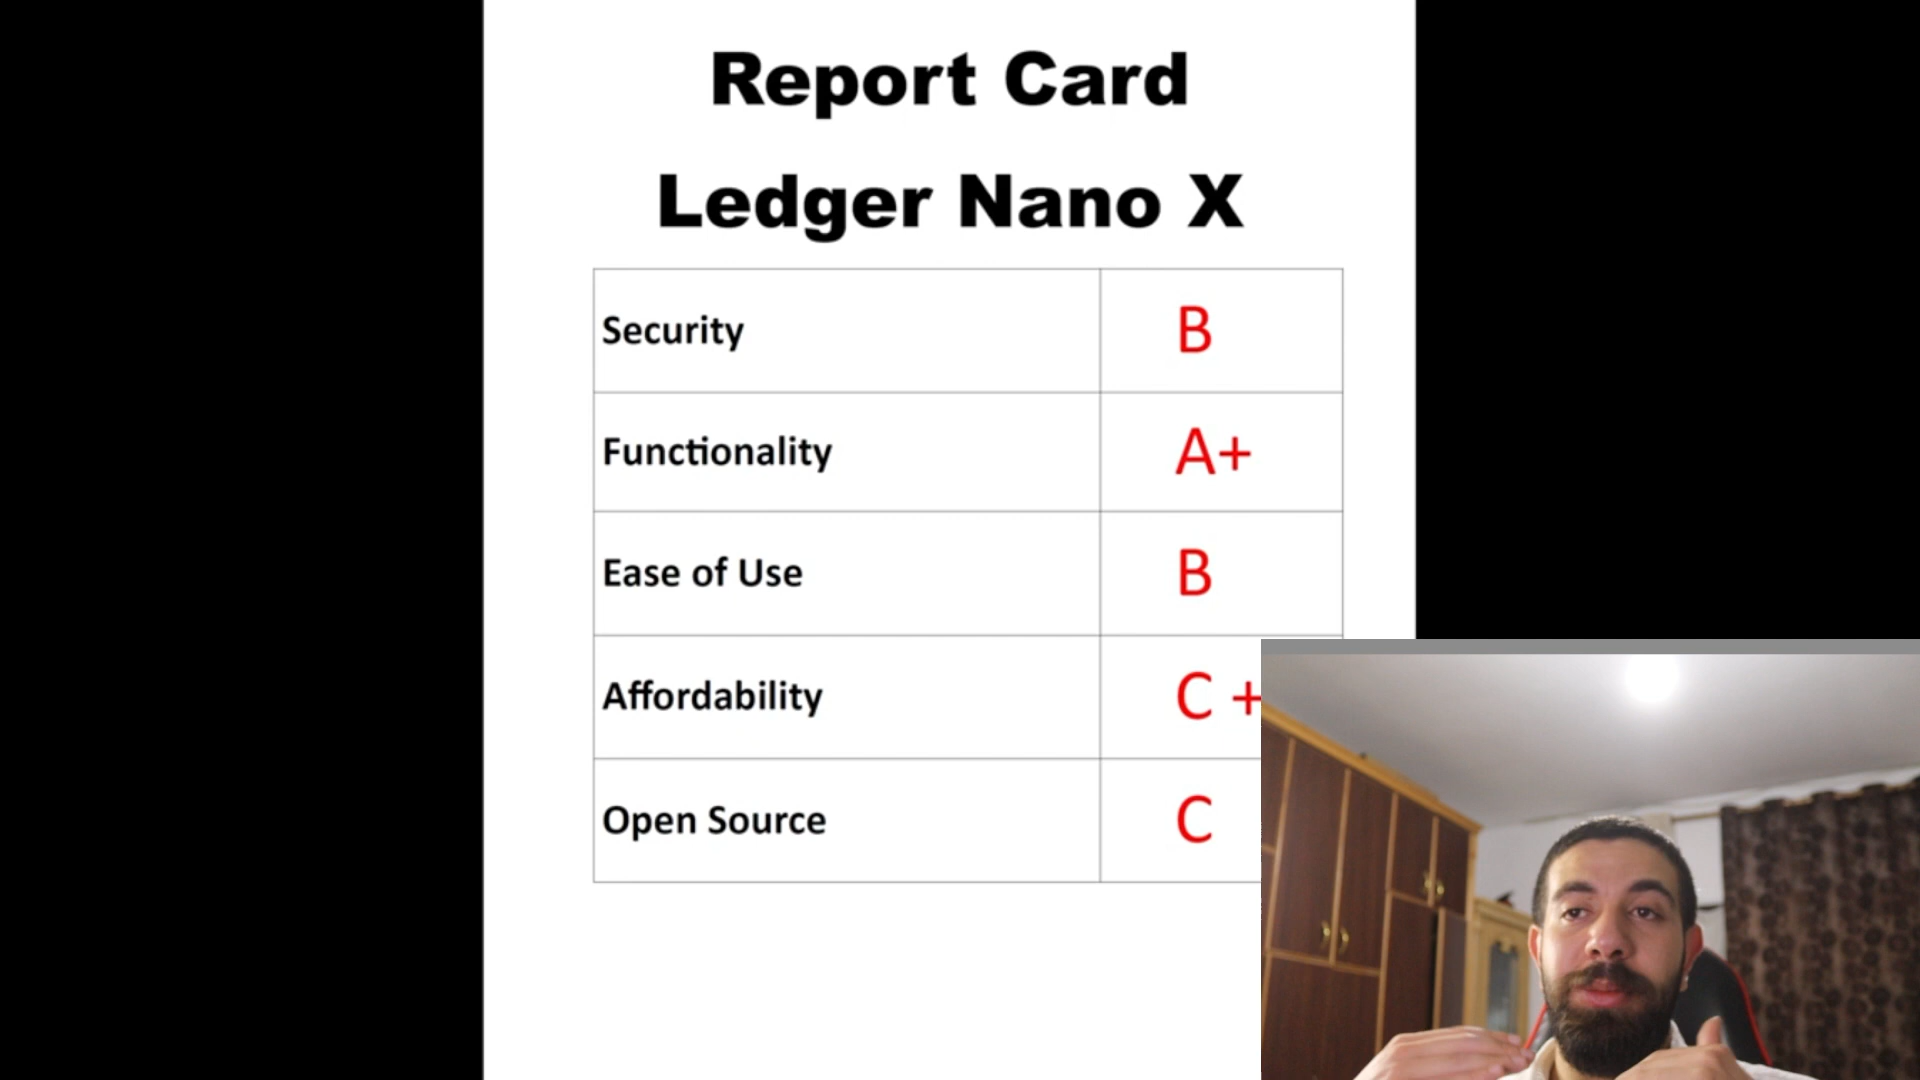 Report Card
Ledger Nano X
Security B
Functionality A+
Ease of Use B
Affordability C +
Open Source C